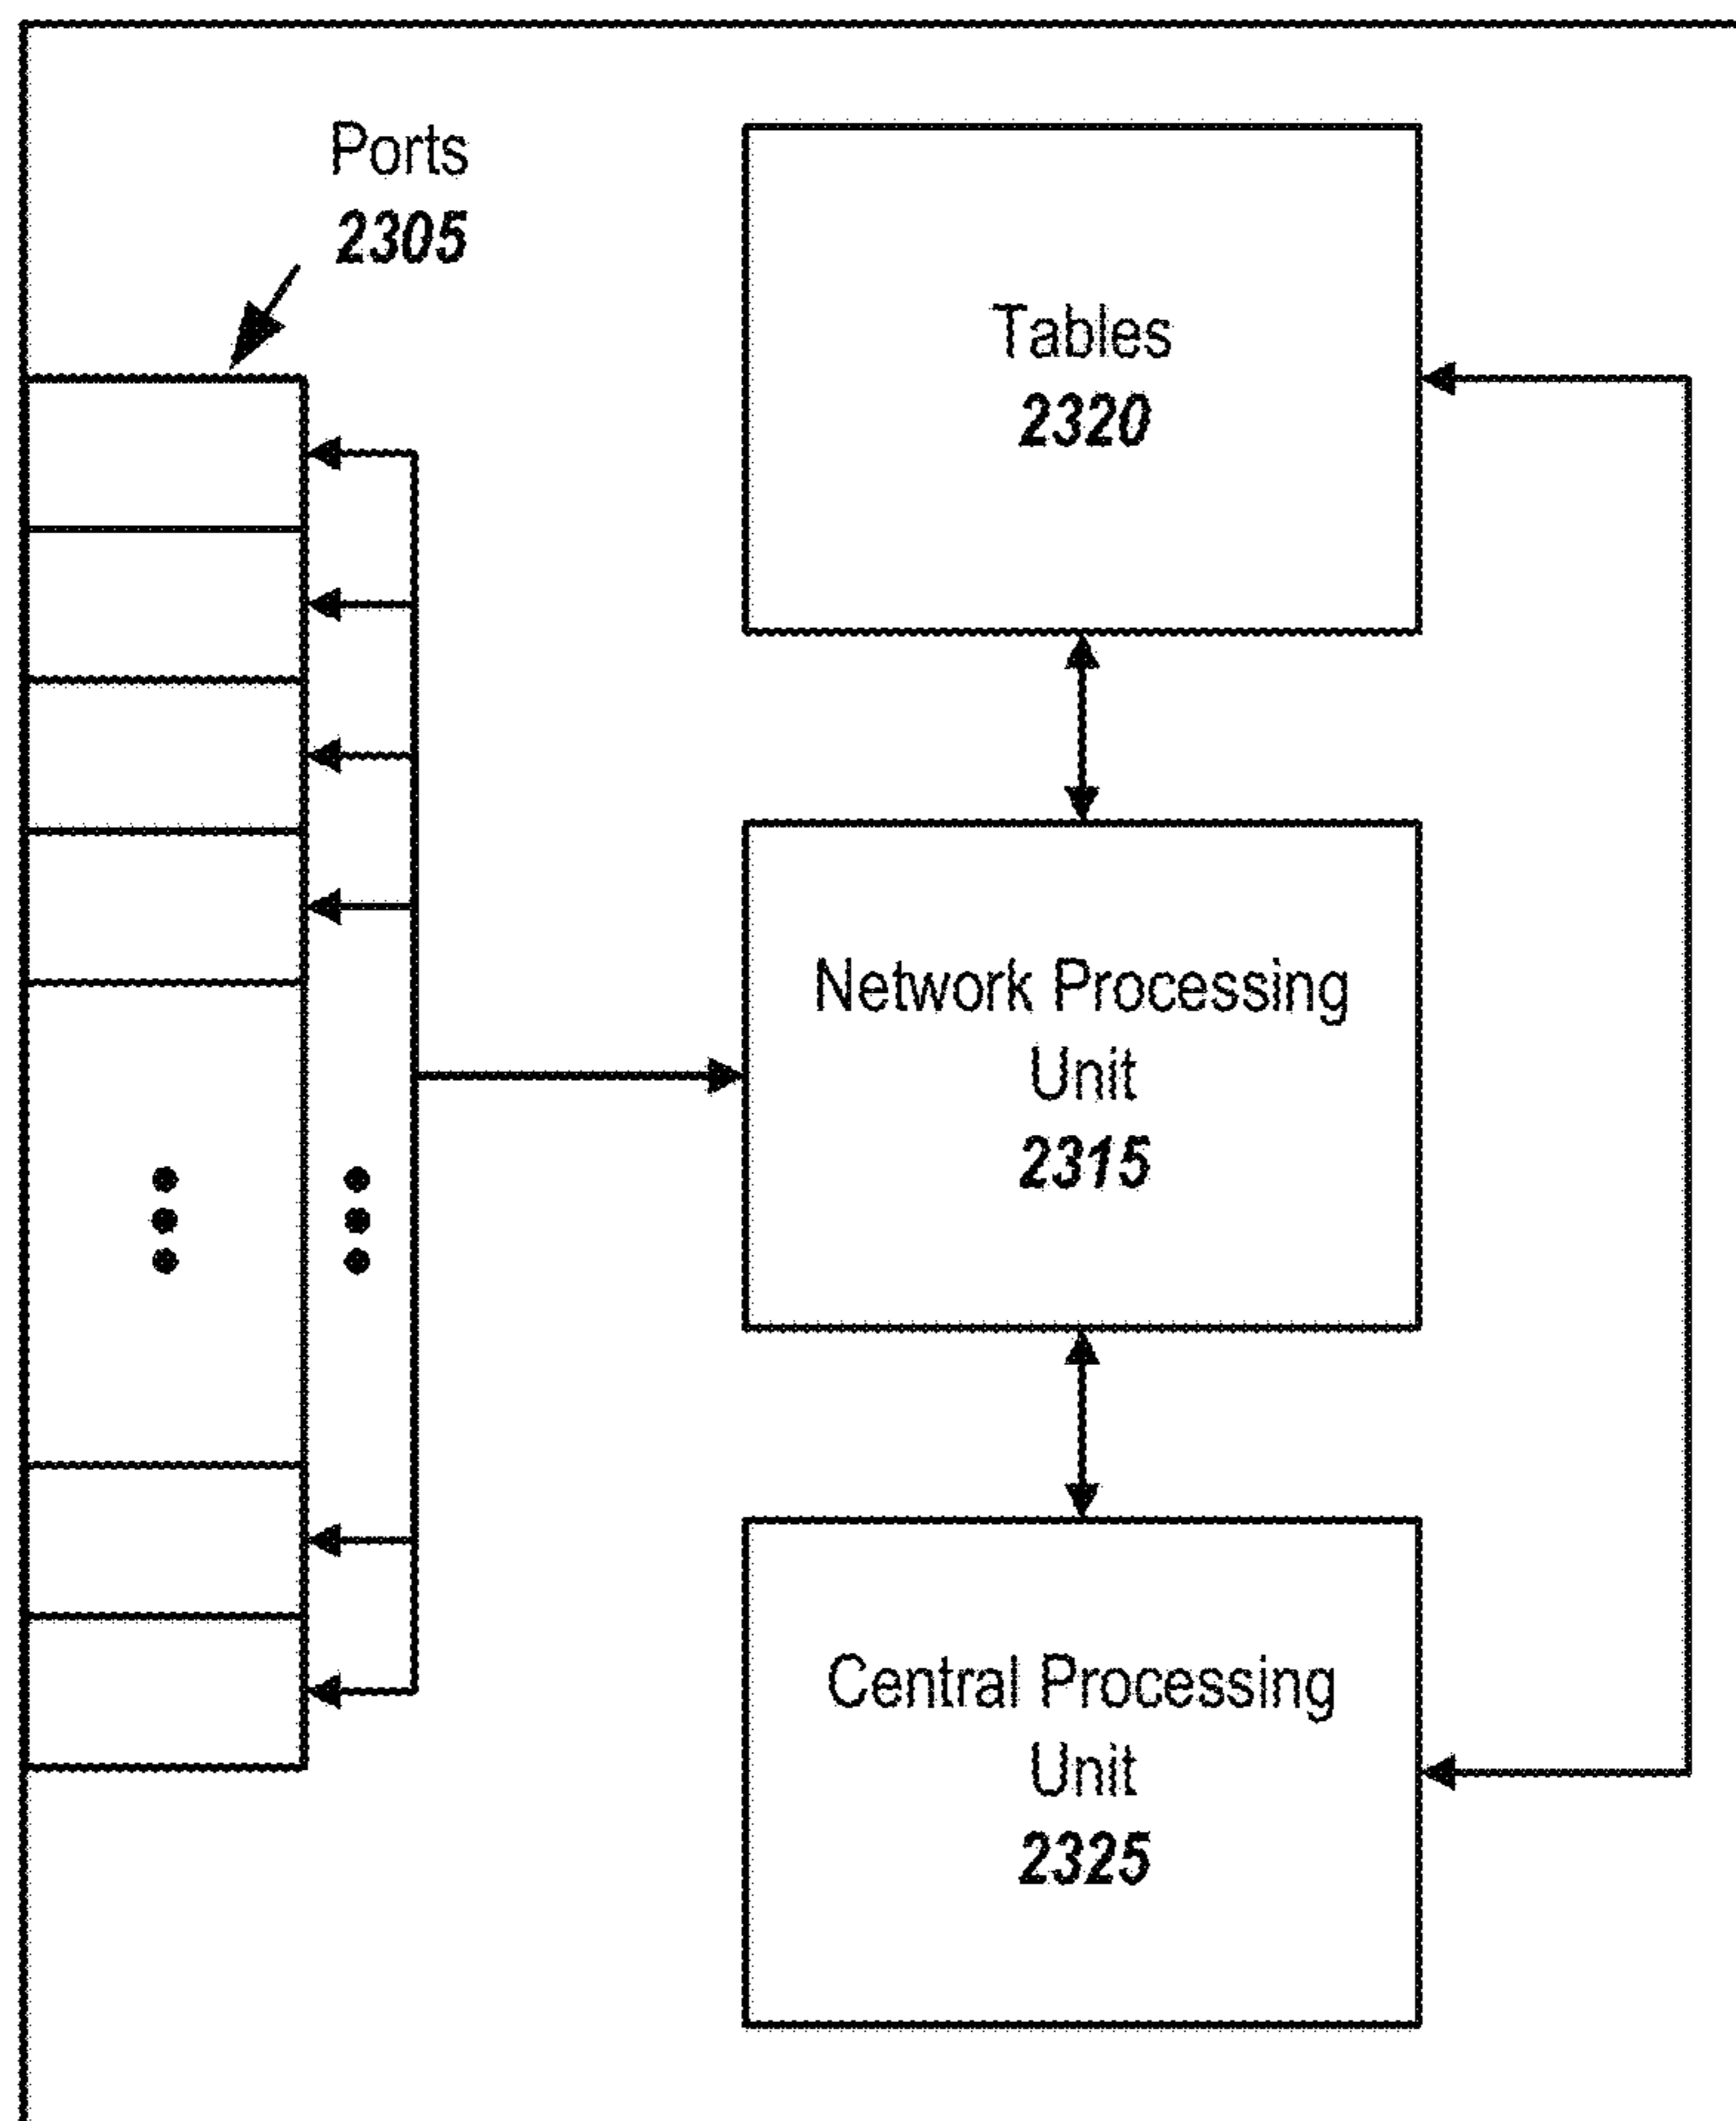 Ports
2305
Tables
2320
Network Processing
Unit
2315
Central Processing
Unit
2325